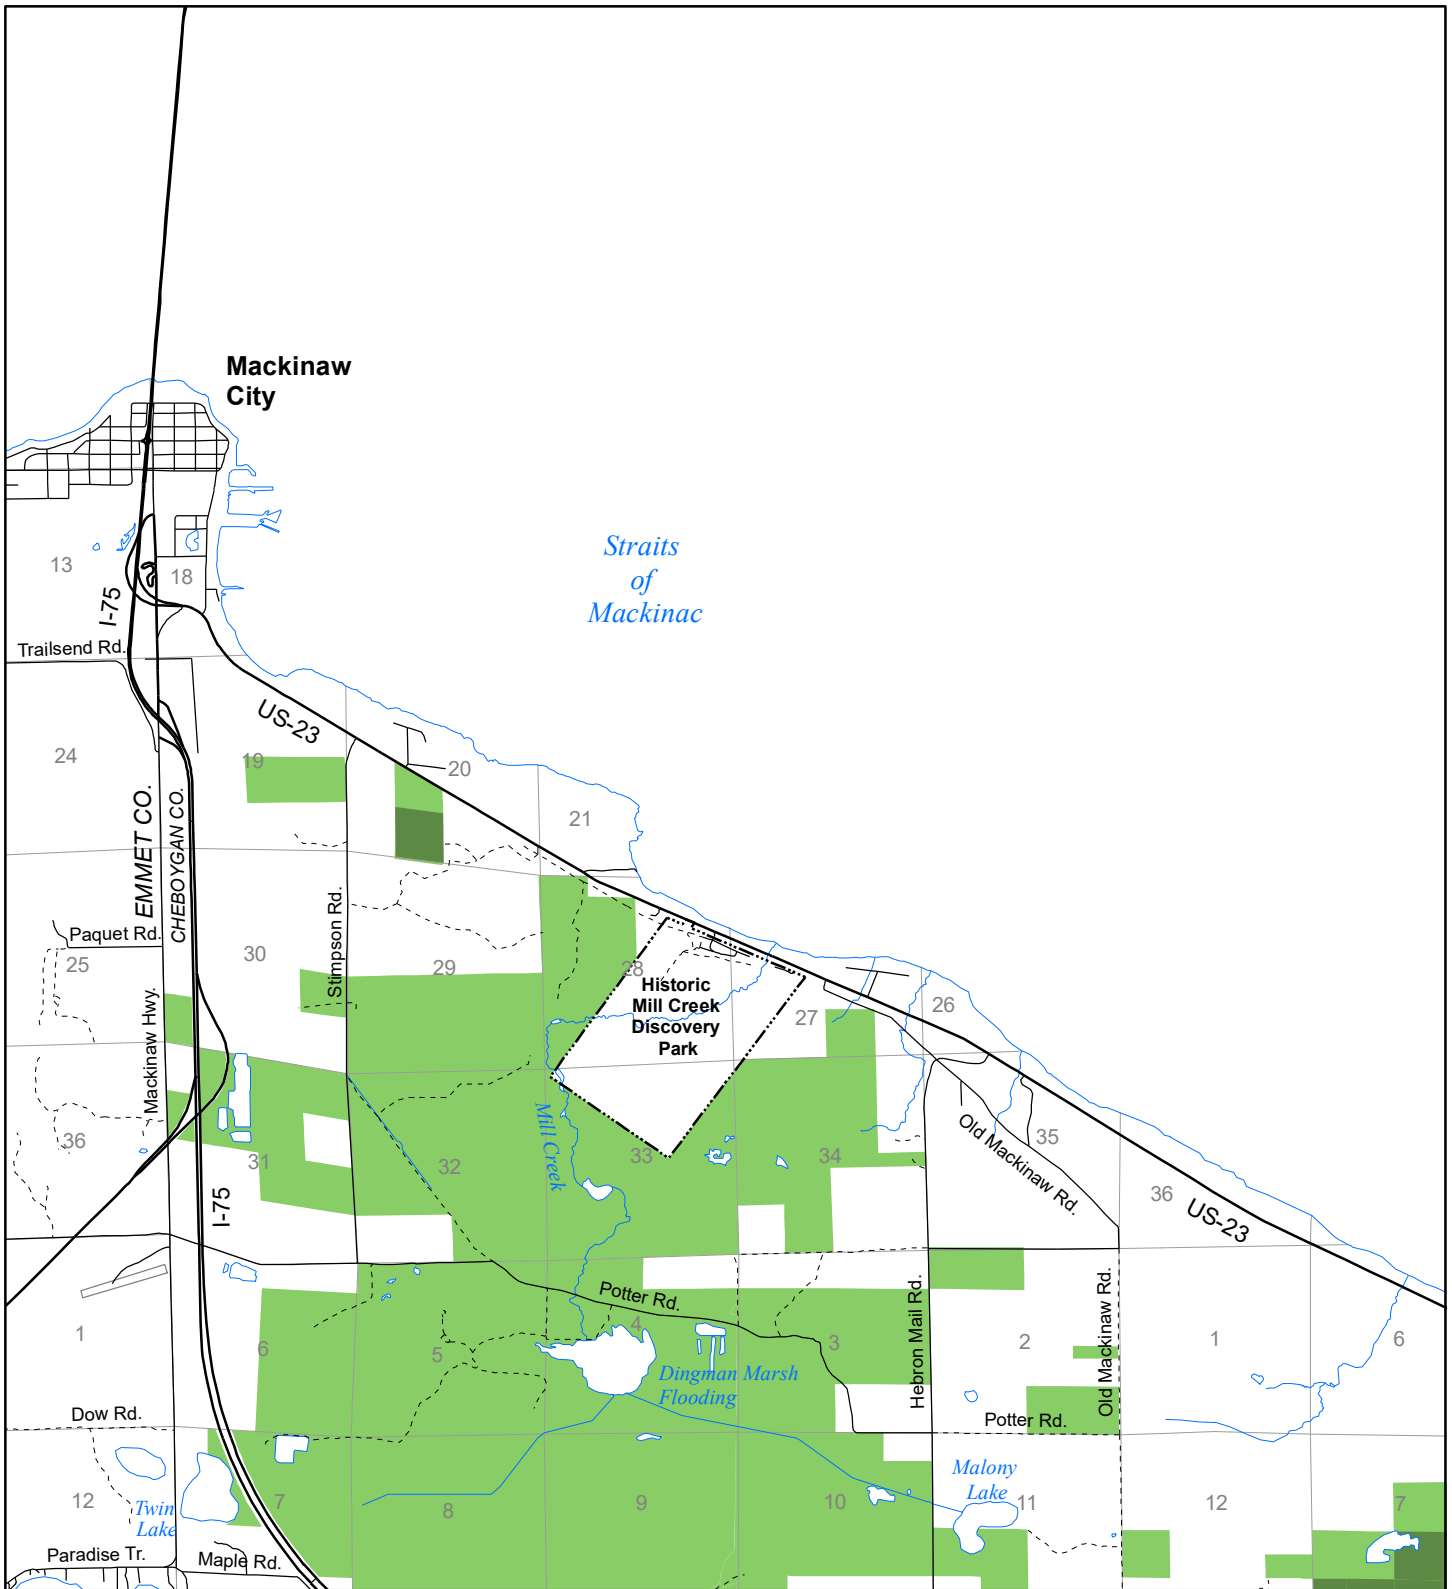 Mackinaw
City
Straits
of
Mackinac
13
18
I-75
Trailsend Rd.
US-23
24
19
20
21
EMMET CO.
CHEBOYGAN CO.
Stimpson Rd.
Paquet Rd.
25
30
29
28
Historic
Mill Creek
Discovery
Park
27
26
Mackinaw Hwy.
36
31
32
Mill Creek
33
34
35
Old Mackinaw Rd.
36
US-23
I-75
Potter Rd.
Hebron Mail Rd.
Old Mackinaw Rd.
1
6
5
4
3
2
1
6
Dingman Marsh
Flooding
Dow Rd.
Potter Rd.
12
Twin
Lake
7
8
9
10
Malony
Lake
11
12
7
Paradise Tr.
Maple Rd.